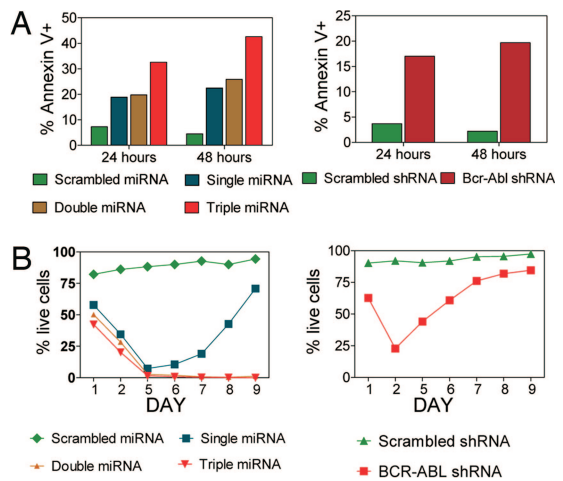 A
% Annexin V+
50
40
30
20
10
0
24 hours
48 hours
Scrambled miRNA
Single miRNA
Double miRNA
Triple miRNA
% Annexin V+
25
20
15
10
5
0
24 hours
48 hours
Scrambled shRNA
Bcr-Abl shRNA
B
% live cells
100
75
50
25
0
1 2 5 6 7 8 9
DAY
Scrambled miRNA
Single miRNA
Double miRNA
Triple miRNA
% live cells
100
75
50
25
0
1 2 5 6 7 8 9
DAY
Scrambled shRNA
BCR-ABL shRNA